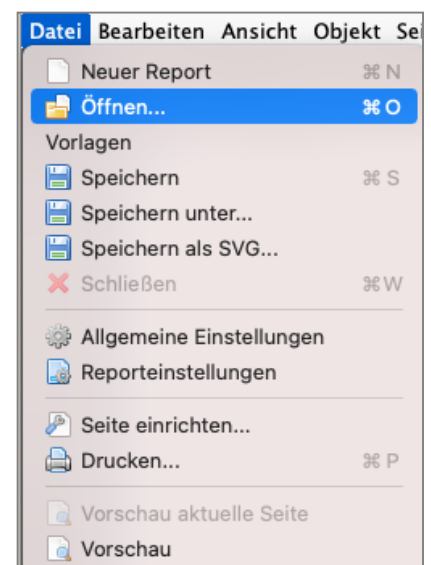 Datei Bearbeiten Ansicht Objekt Sei
Neuer Report ⌘ N
Öffnen... ⌘ O
Vorlagen
Speichern ⌘ S
Speichern unter...
Speichern als SVG...
Schließen ⌘ W
Allgemeine Einstellungen
Reporteinstellungen
Seite einrichten...
Drucken... ⌘ P
Vorschau aktuelle Seite
Vorschau